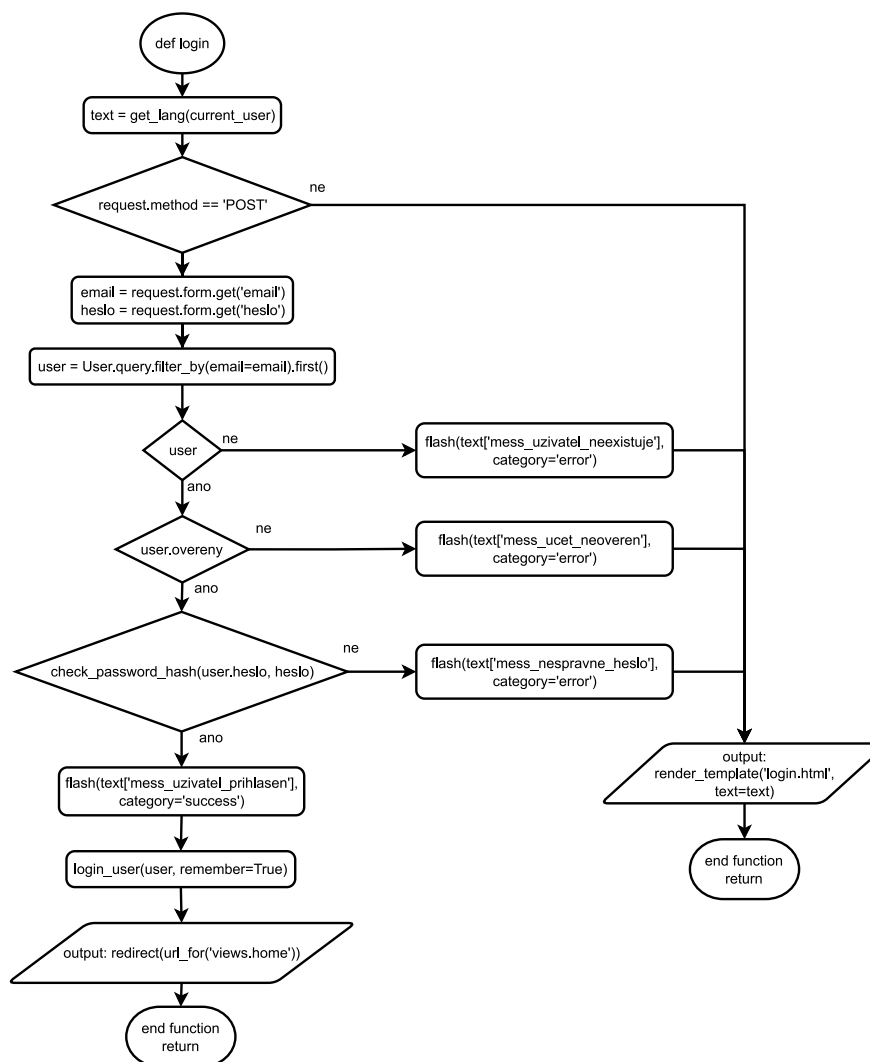 def login
text = get_lang(current_user)
request.method == 'POST'
ne
email = request.form.get('email')
heslo = request.form.get('heslo')
user = User.query.filter_by(email=email).first()
user
ne
flash(text['mess_uzivatel_neexistuje'],
category='error')
ano
user.overeny
ne
flash(text['mess_ucet_neoveren'],
category='error')
ano
check_password_hash(user.heslo, heslo)
ne
flash(text['mess_nespravne_heslo'],
category='error')
ano
flash(text['mess_uzivatel_prihlasen'],
category='success')
login_user(user, remember=True)
output: redirect(url_for('views.home'))
end function
return
output:
render_template('login.html',
text=text)
end function
return